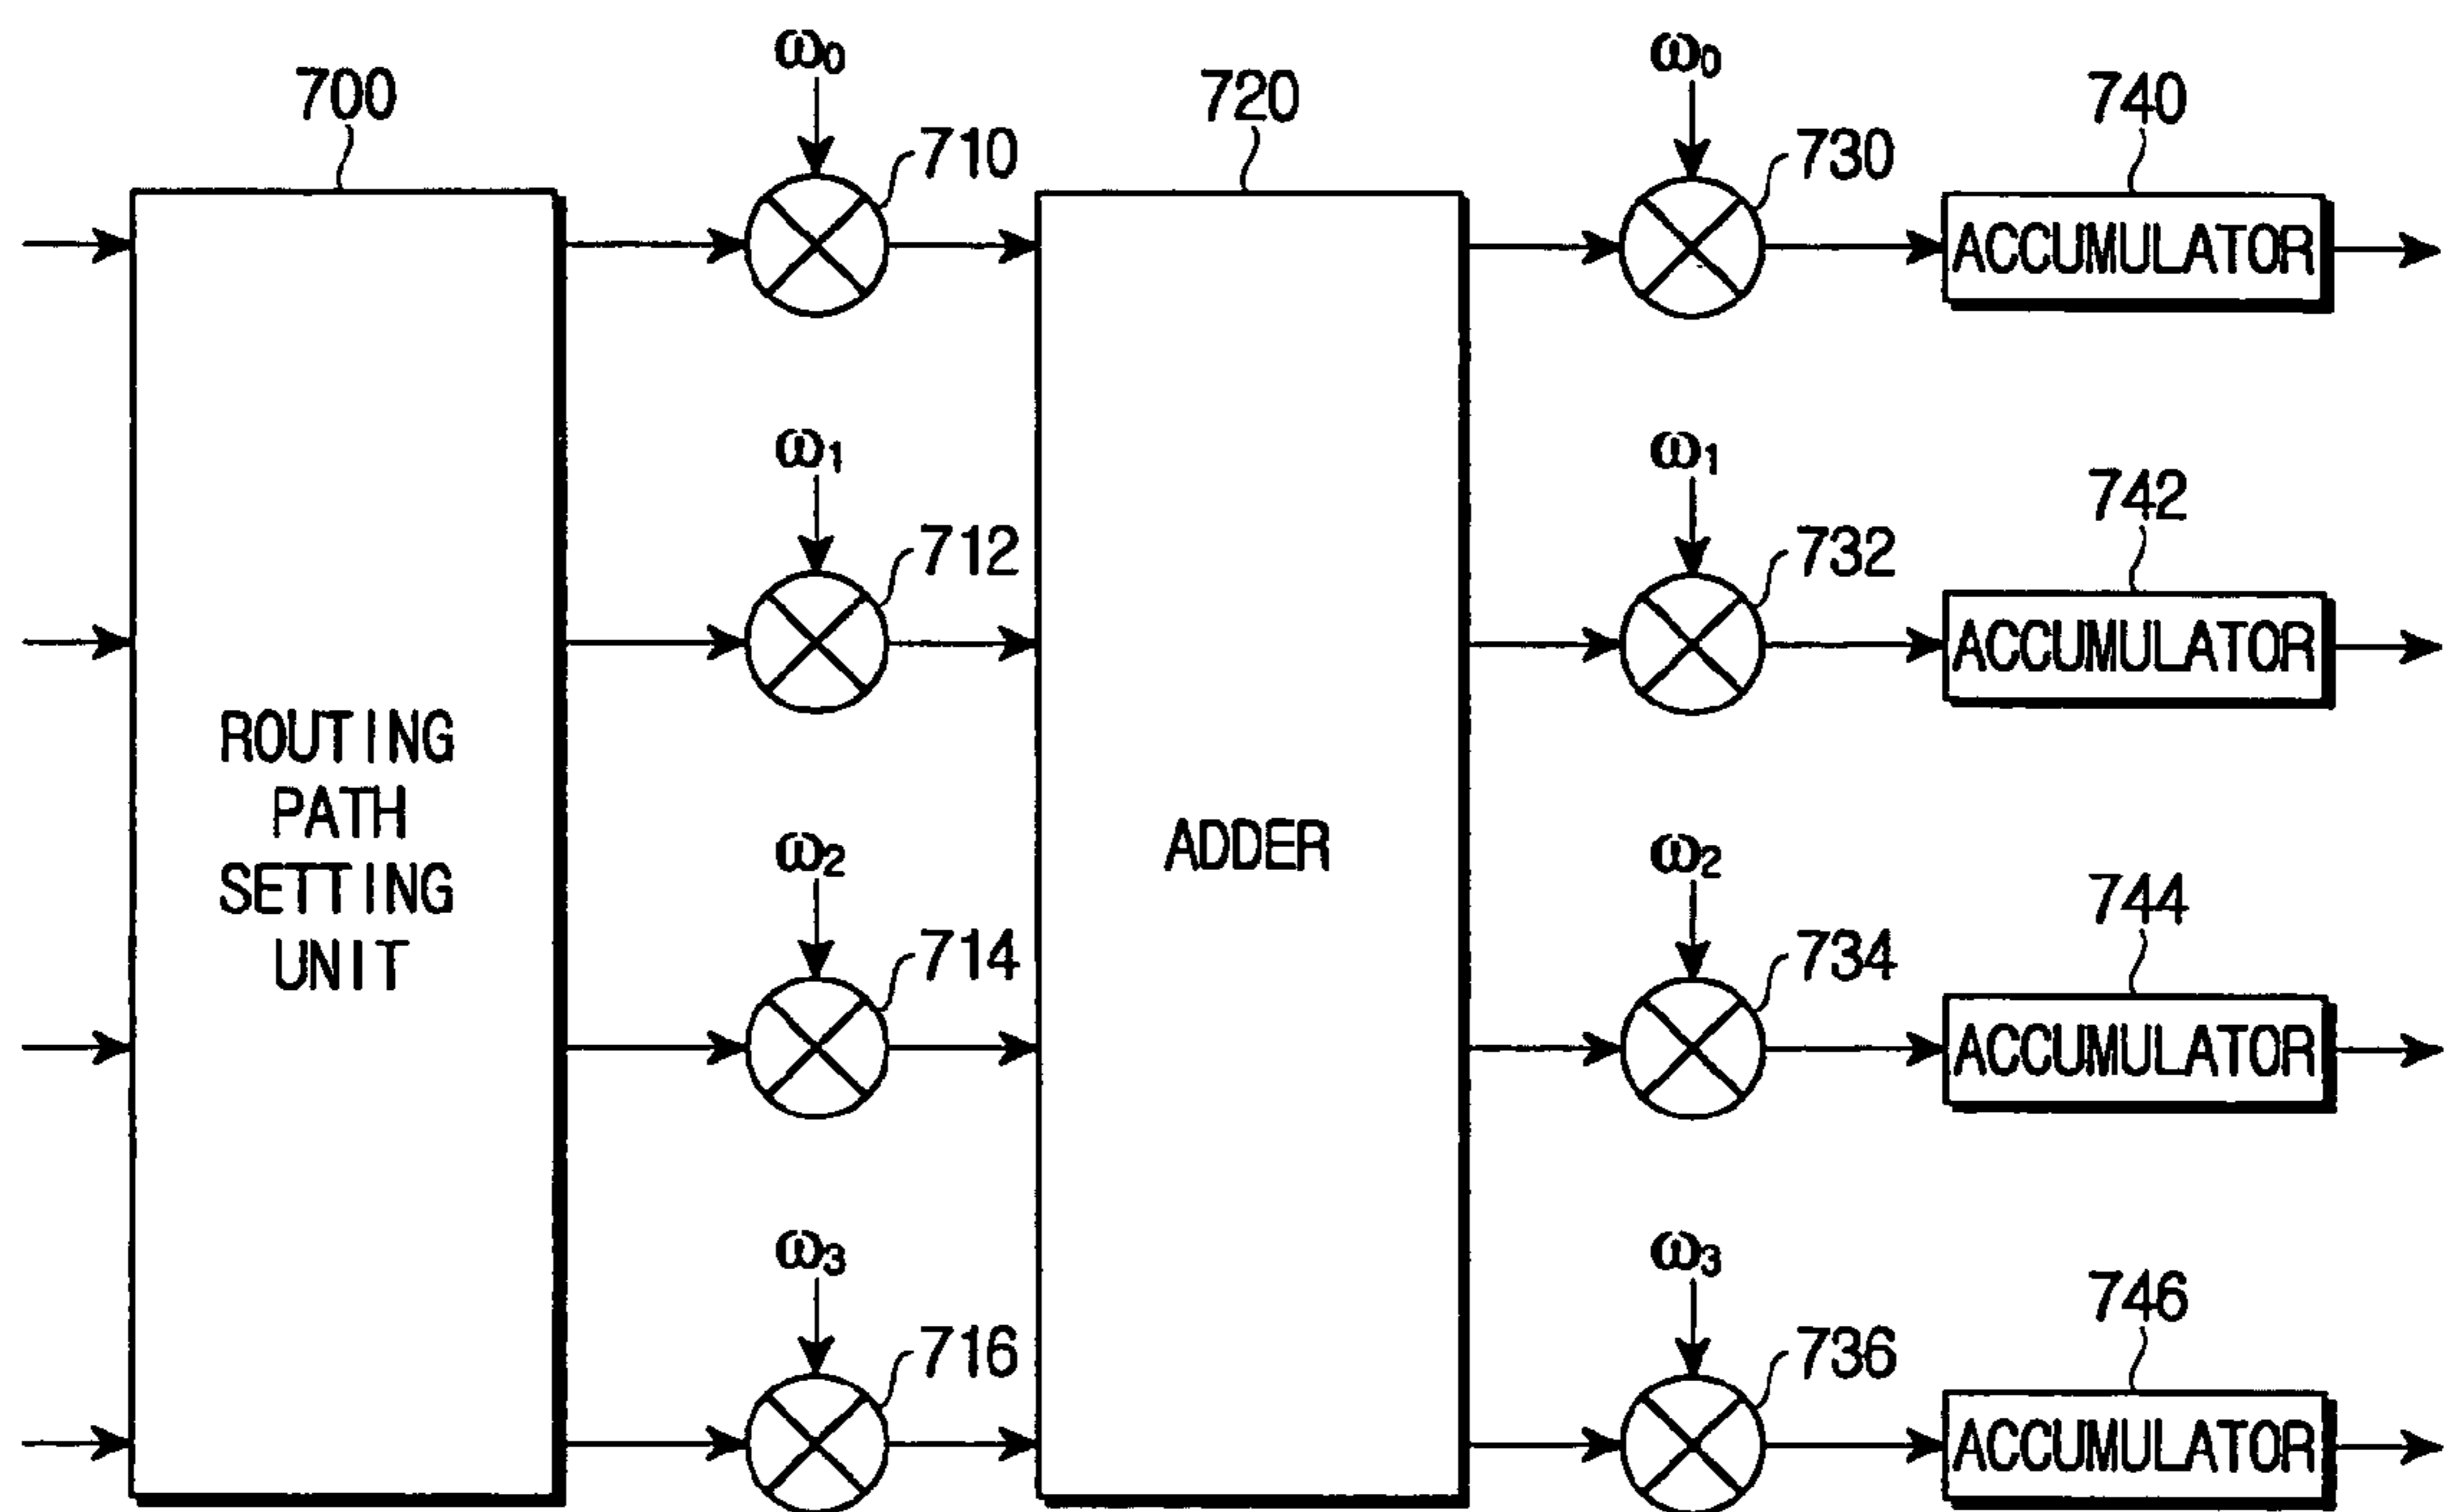 ω0
ω0
700
720
740
710
730
ACCUMULATOR
ω1
ω1
742
712
732
ACCUMULATOR
ROUTING
PATH
SETTING
UNIT
ADDER
ω2
ω2
744
714
734
ACCUMULATOR
ω3
ω3
746
716
736
ACCUMULATOR